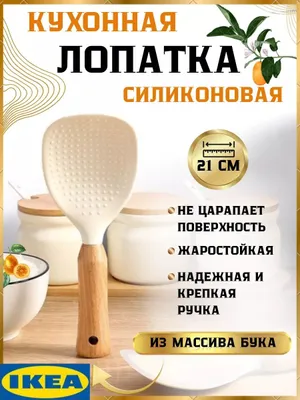 КУХОННАЯ
ЛОПАТКА
СИЛИКОНОВАЯ
21 СМ
НЕ ЦАРАПАЕТ
ПОВЕРХНОСТЬ
ЖАРОСТОЙКАЯ
НАДЕЖНАЯ И
КРЕПКАЯ
РУЧКА
ИЗ МАССИВА БУКА
IKEA